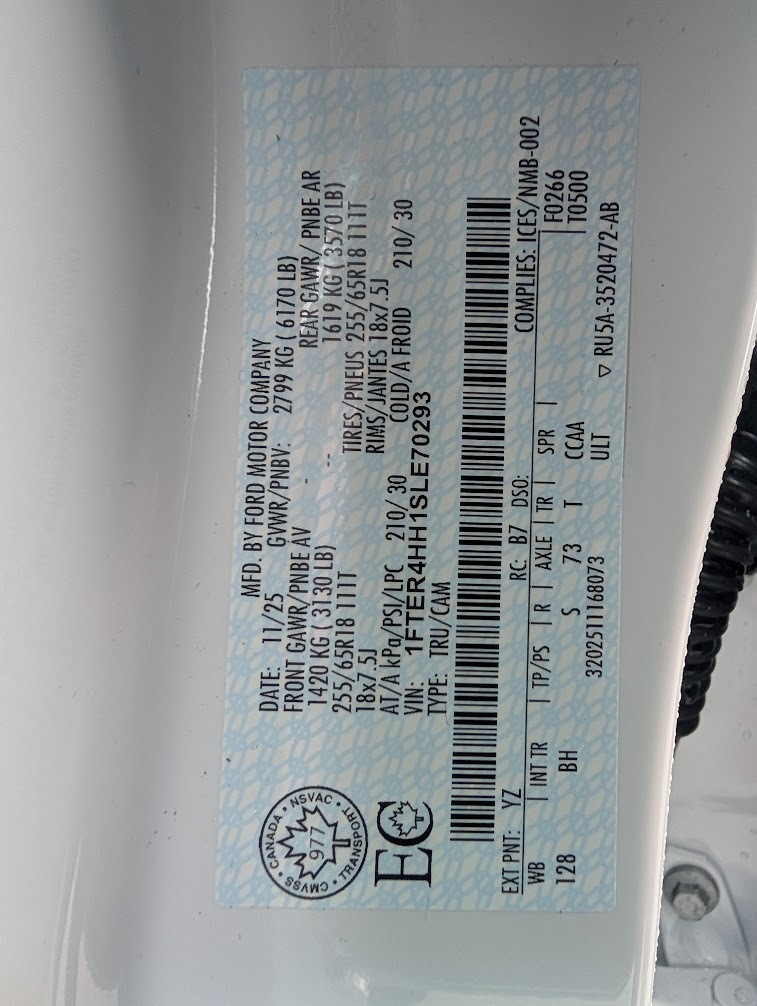 CMVSS • CANADA • NSVAC • TRANSPORT •
977
EC
MFD. BY FORD MOTOR COMPANY
DATE: 11/25 GVWR/PNBV: 2799 KG ( 6170 LB)
FRONT GAWR/PNBE AV - REAR GAWR/ PNBE AR
1420 KG ( 3130 LB) -- 1619 KG ( 3570 LB)
255/65R18 111T TIRES/PNEUS 255/65R18 111T
18x7.5J RIMS/JANTES 18x7.5J
AT/A kPa/PSI/LPC 210/ 30 COLD/A FROID 210/ 30
VIN: 1FTER4HH1SLE70293
TYPE: TRU/CAM
COMPLIES: ICES/NMB-002
EXT PNT: YZ RC: B7 DSO: F0266
WB | INT TR | TP/PS | R | AXLE | TR | SPR | T0500
128 BH S 73 T CCAA
3202511168073 ULT
▽ RU5A-3520472-AB